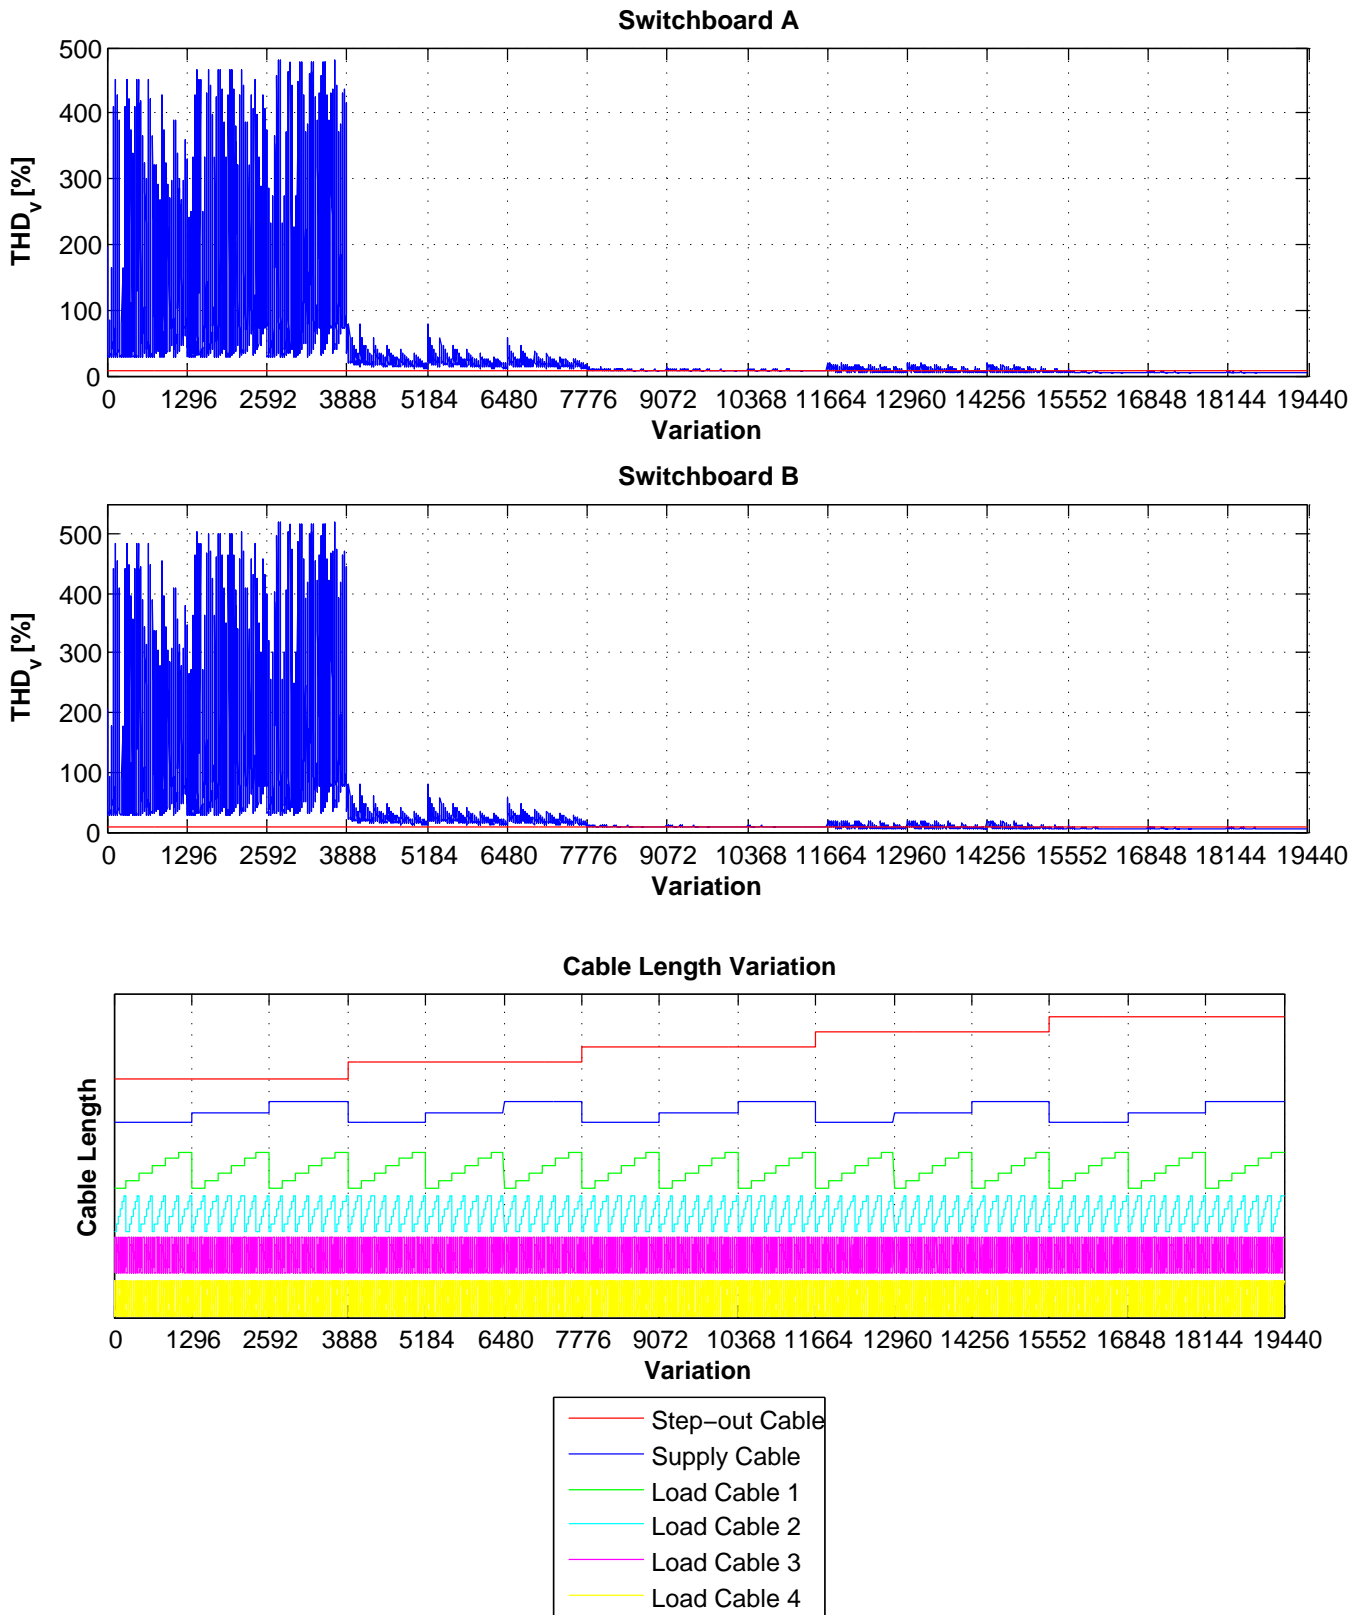 Switchboard A
500
400
300
200
100
0
THD_v [%]
0 1296 2592 3888 5184 6480 7776 9072 10368 11664 12960 14256 15552 16848 18144 19440
Variation
Switchboard B
500
400
300
200
100
0
THD_v [%]
0 1296 2592 3888 5184 6480 7776 9072 10368 11664 12960 14256 15552 16848 18144 19440
Variation
Cable Length Variation
Cable Length
0 1296 2592 3888 5184 6480 7776 9072 10368 11664 12960 14256 15552 16848 18144 19440
Variation
Step−out Cable
Supply Cable
Load Cable 1
Load Cable 2
Load Cable 3
Load Cable 4